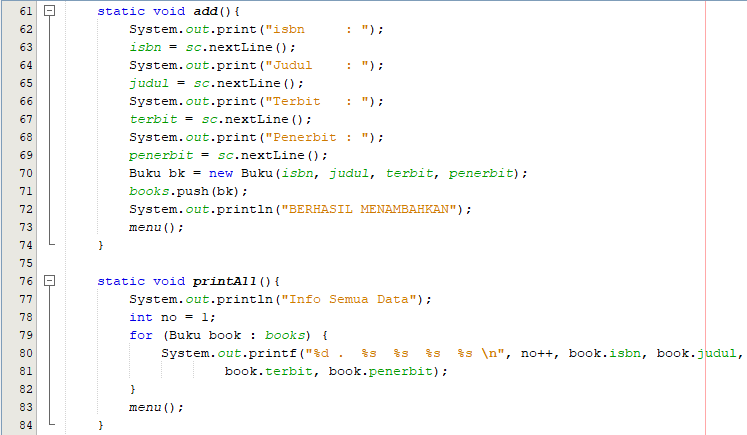 61 static void add(){
62 System.out.print("isbn     : ");
63 isbn = sc.nextLine();
64 System.out.print("Judul    : ");
65 judul = sc.nextLine();
66 System.out.print("Terbit   : ");
67 terbit = sc.nextLine();
68 System.out.print("Penerbit : ");
69 penerbit = sc.nextLine();
70 Buku bk = new Buku(isbn, judul, terbit, penerbit);
71 books.push(bk);
72 System.out.println("BERHASIL MENAMBAHKAN");
73 menu();
74 }
75
76 static void printAll(){
77 System.out.println("Info Semua Data");
78 int no = 1;
79 for (Buku book : books) {
80 System.out.printf("%d .  %s  %s  %s  %s \n", no++, book.isbn, book.judul,
81 book.terbit, book.penerbit);
82 }
83 menu();
84 }